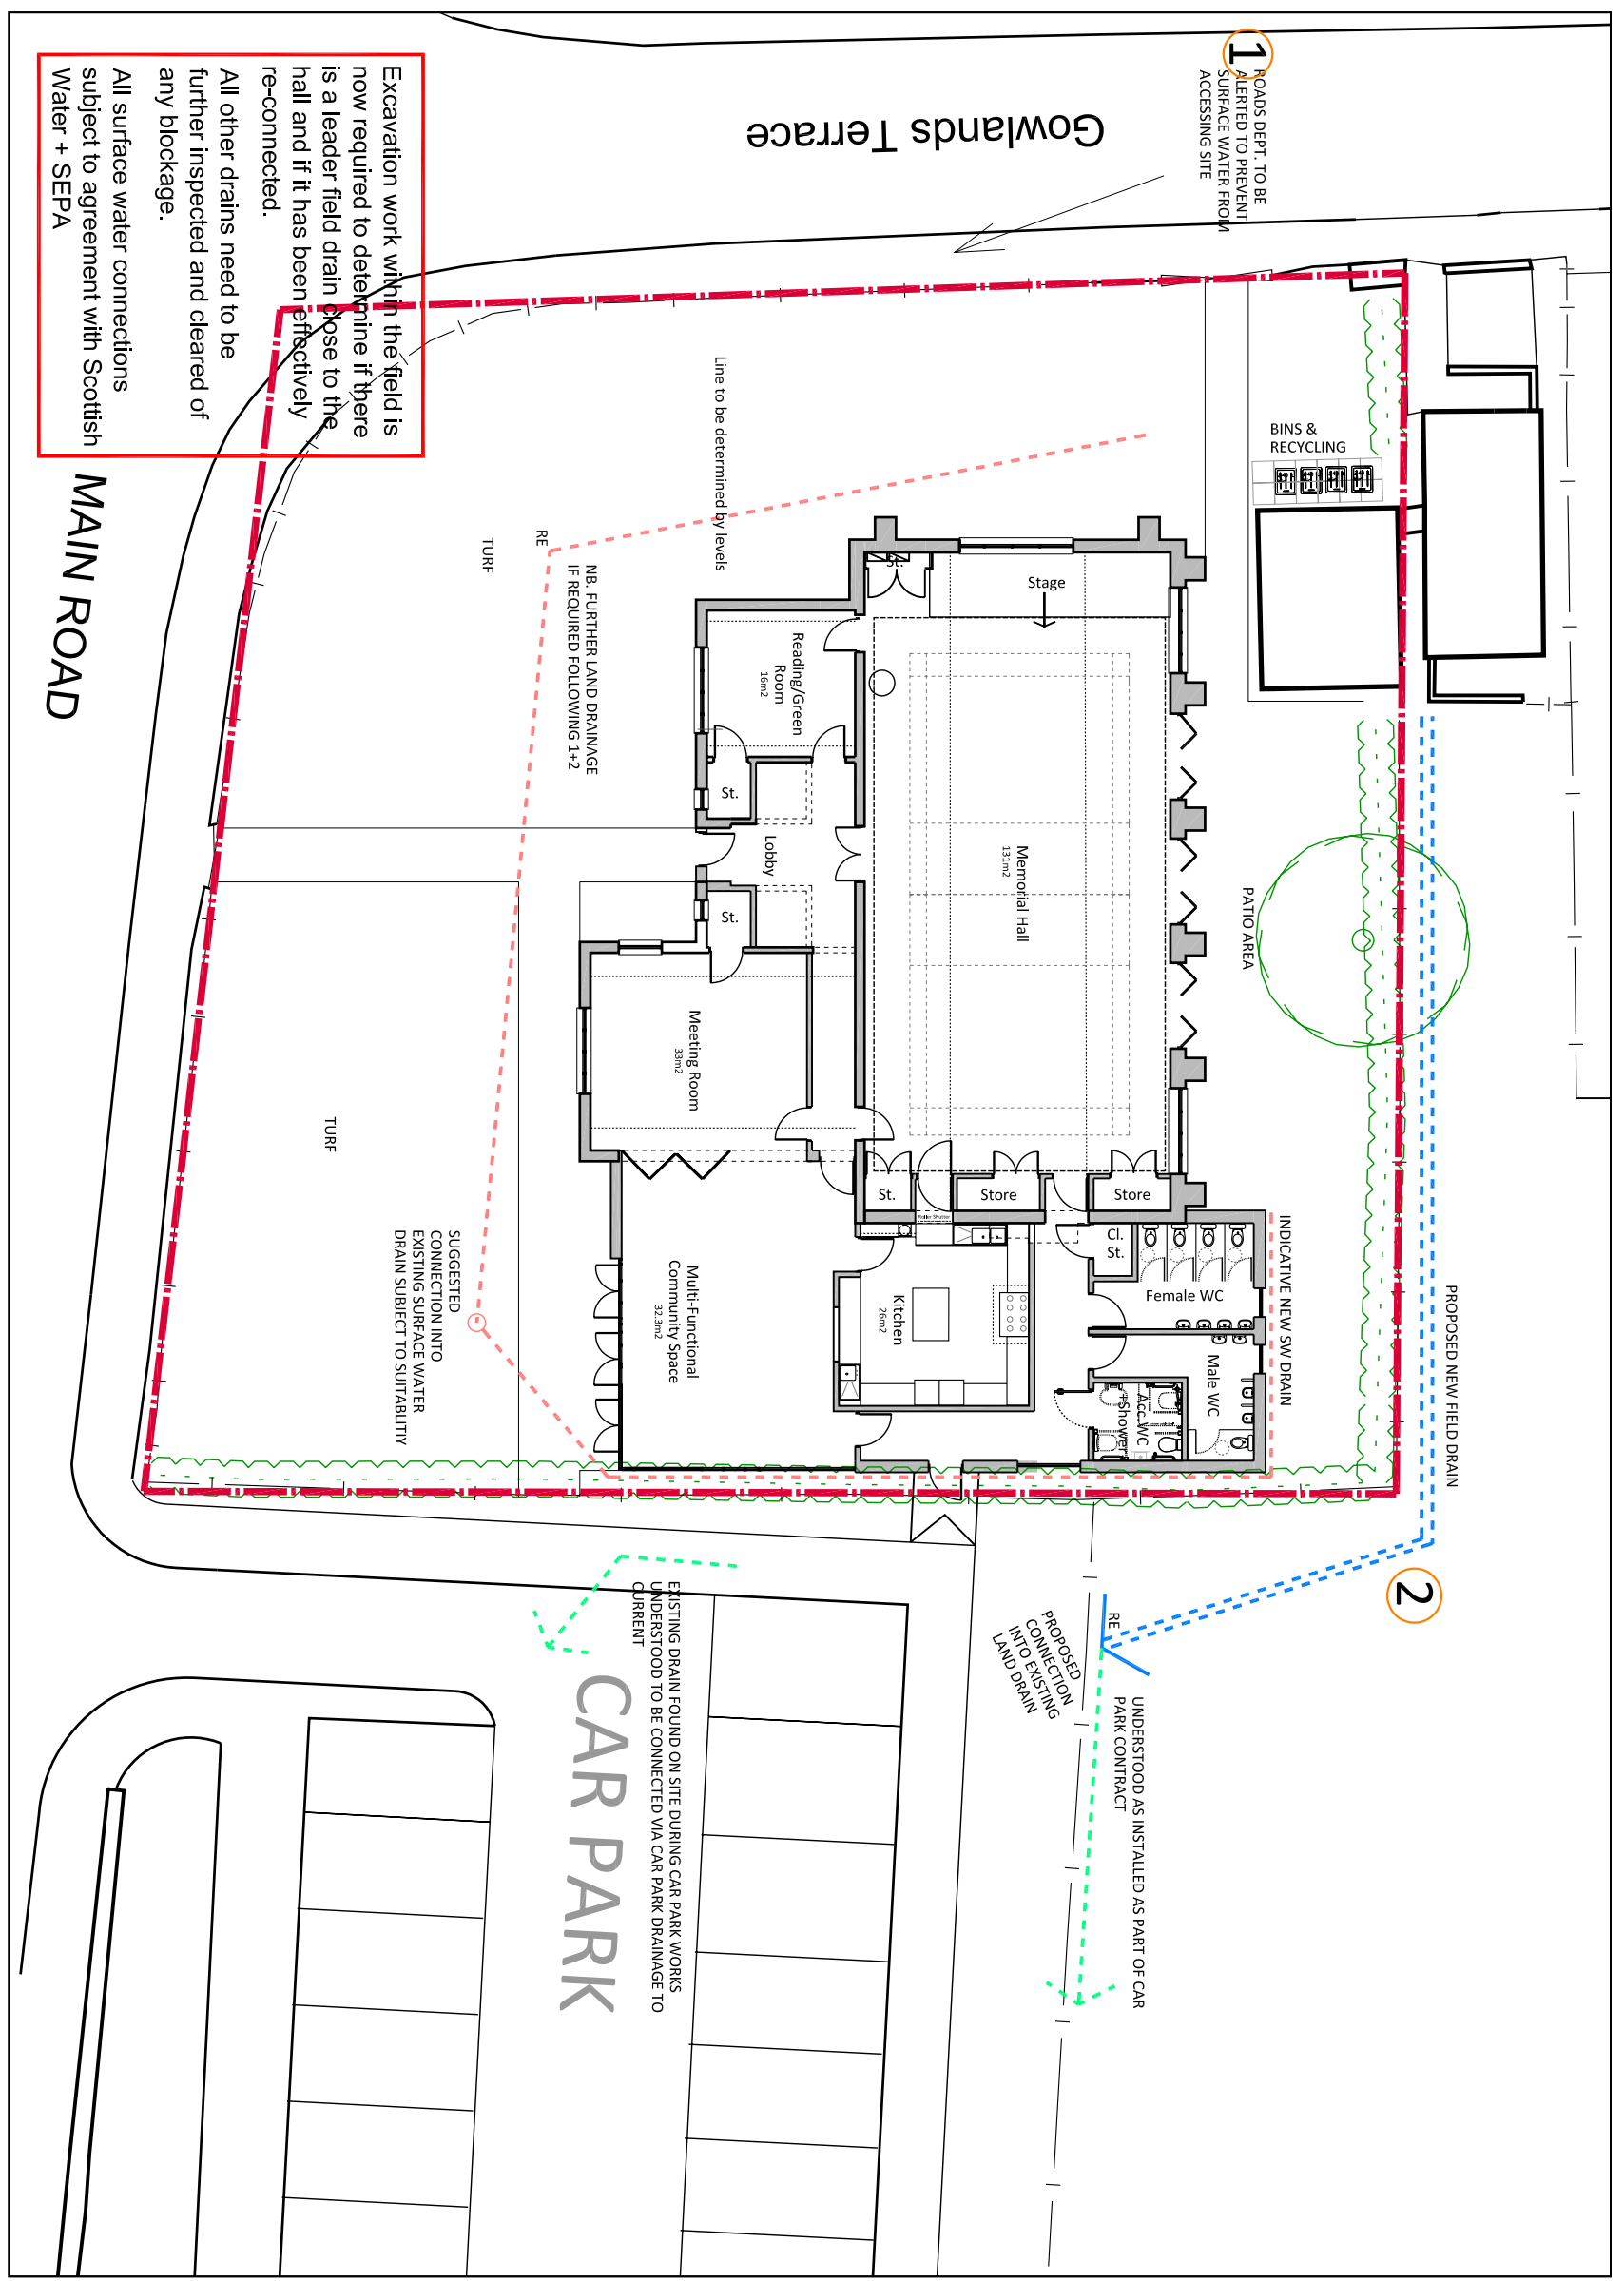 1
ROADS DEPT. TO BE
ALERTED TO PREVENT
SURFACE WATER FROM
ACCESSING SITE
Gowlands Terrace
Excavation work within the field is
now required to determine if there
is a leader field drain close to the
hall and if it has been effectively
re-connected.
All other drains need to be
further inspected and cleared of
any blockage.
All surface water connections
subject to agreement with Scottish
Water + SEPA
MAIN ROAD
BINS &
RECYCLING
Line to be determined by levels
RE
TURF
NB. FURTHER LAND DRAINAGE
IF REQUIRED FOLLOWING 1+2
St.
Stage
Reading/Green
Room
16m2
St.
Lobby
St.
Memorial Hall
131m2
PATIO AREA
Meeting Room
33m2
TURF
St.
Store
Store
Roller Shutter
Cl.
St.
Female WC
Male WC
Acc.WC
+Shower
Kitchen
26m2
Multi-Functional
Community Space
32.3m2
INDICATIVE NEW SW DRAIN
PROPOSED NEW FIELD DRAIN
SUGGESTED
CONNECTION INTO
EXISTING SURFACE WATER
DRAIN SUBJECT TO SUITABLITIY
2
RE
PROPOSED
CONNECTION
INTO EXISTING
LAND DRAIN
UNDERSTOOD AS INSTALLED AS PART OF CAR
PARK CONTRACT
EXISTING DRAIN FOUND ON SITE DURING CAR PARK WORKS
UNDERSTOOD TO BE CONNECTED VIA CAR PARK DRAINAGE TO
CURRENT
CAR PARK